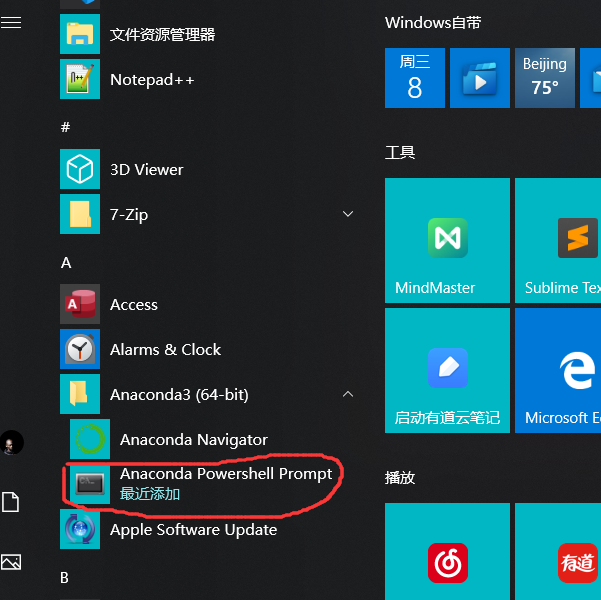 文件资源管理器
Notepad++
#
3D Viewer
7-Zip
A
Access
Alarms & Clock
Anaconda3 (64-bit)
Anaconda Navigator
Anaconda Powershell Prompt
最近添加
Apple Software Update
B
Windows自带
周三
8
Beijing
75°
工具
MindMaster
Sublime Tex
启动有道云笔记
Microsoft E
播放
有道